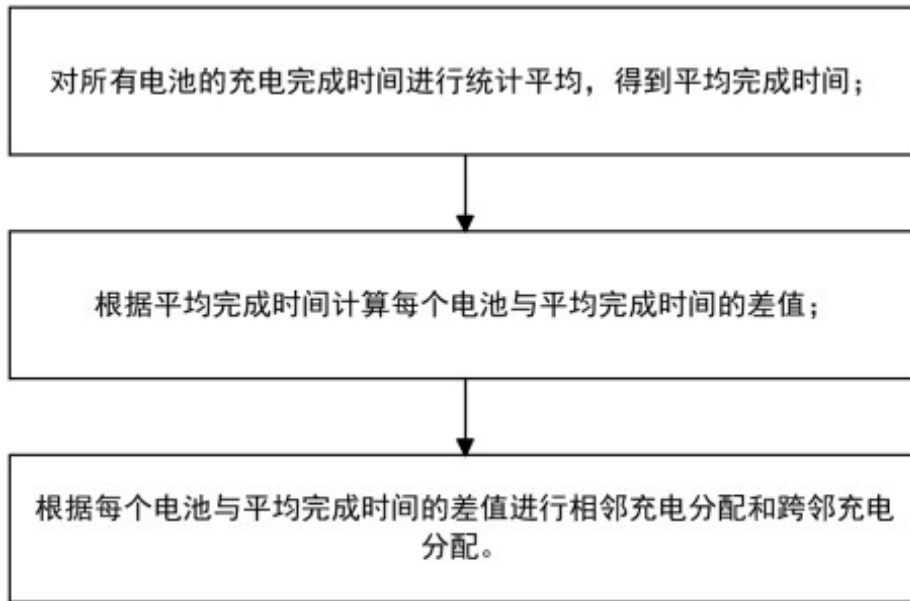 对所有电池的充电完成时间进行统计平均，得到平均完成时间；
根据平均完成时间计算每个电池与平均完成时间的差值；
根据每个电池与平均完成时间的差值进行相邻充电分配和跨邻充电
分配。